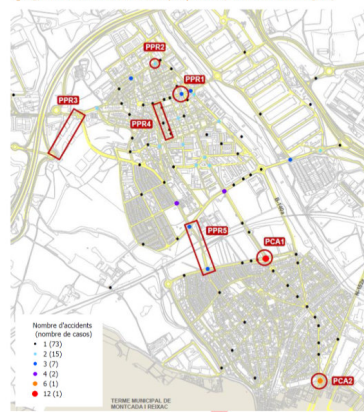 PPR2
PPR1
PPR3
PPR4
PPR5
PCA1
PCA2
Nombre d'accidents
(nombre de casos)
1 (73)
2 (15)
3 (7)
4 (2)
6 (1)
12 (1)
TERME MUNICIPAL DE
MONTCADA I REIXAC